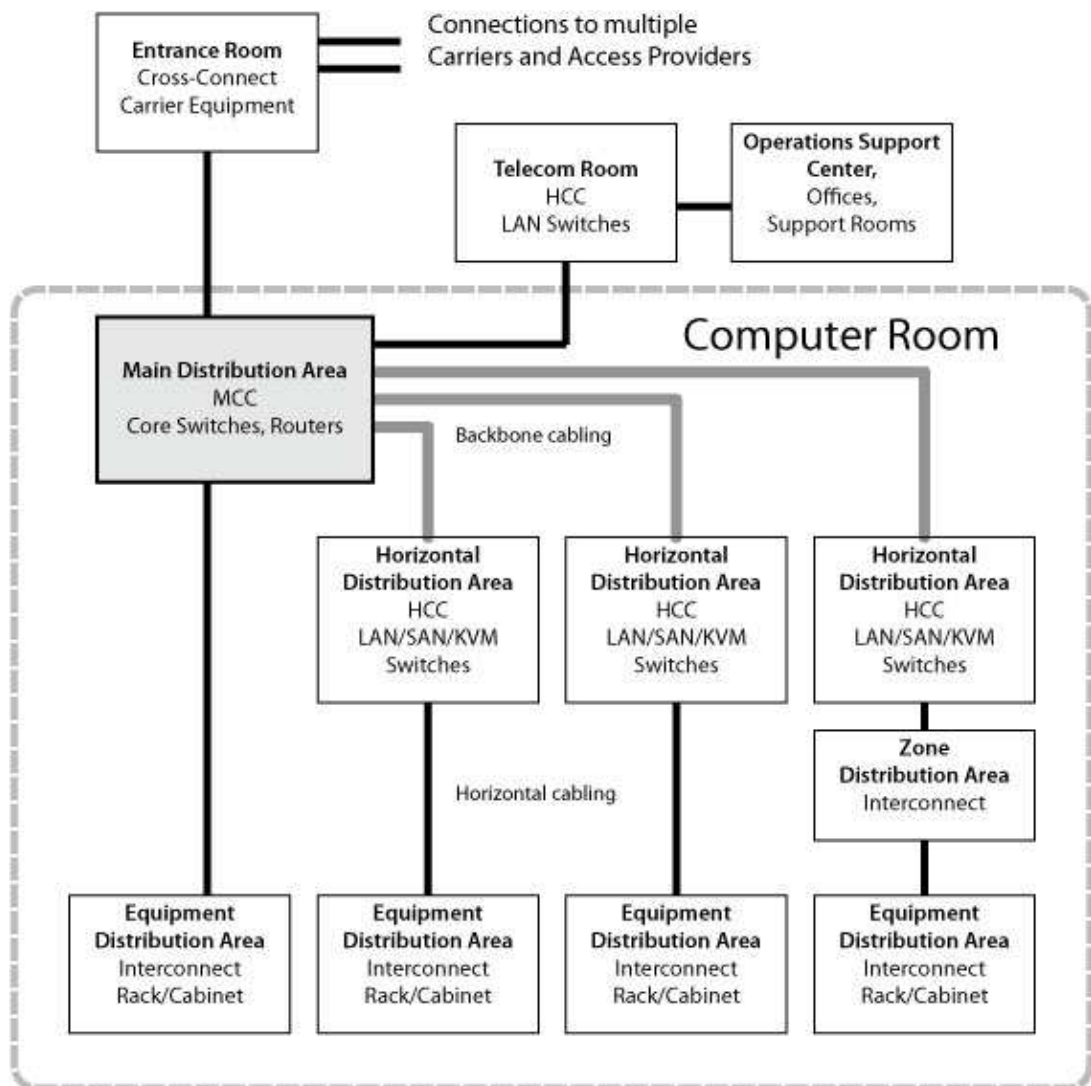 Entrance Room
Cross-Connect
Carrier Equipment
Connections to multiple
Carriers and Access Providers
Telecom Room
HCC
LAN Switches
Operations Support
Center,
Offices,
Support Rooms
Computer Room
Main Distribution Area
MCC
Core Switches, Routers
Backbone cabling
Horizontal
Distribution Area
HCC
LAN/SAN/KVM
Switches
Horizontal
Distribution Area
HCC
LAN/SAN/KVM
Switches
Horizontal
Distribution Area
HCC
LAN/SAN/KVM
Switches
Zone
Distribution Area
Interconnect
Horizontal cabling
Equipment
Distribution Area
Interconnect
Rack/Cabinet
Equipment
Distribution Area
Interconnect
Rack/Cabinet
Equipment
Distribution Area
Interconnect
Rack/Cabinet
Equipment
Distribution Area
Interconnect
Rack/Cabinet